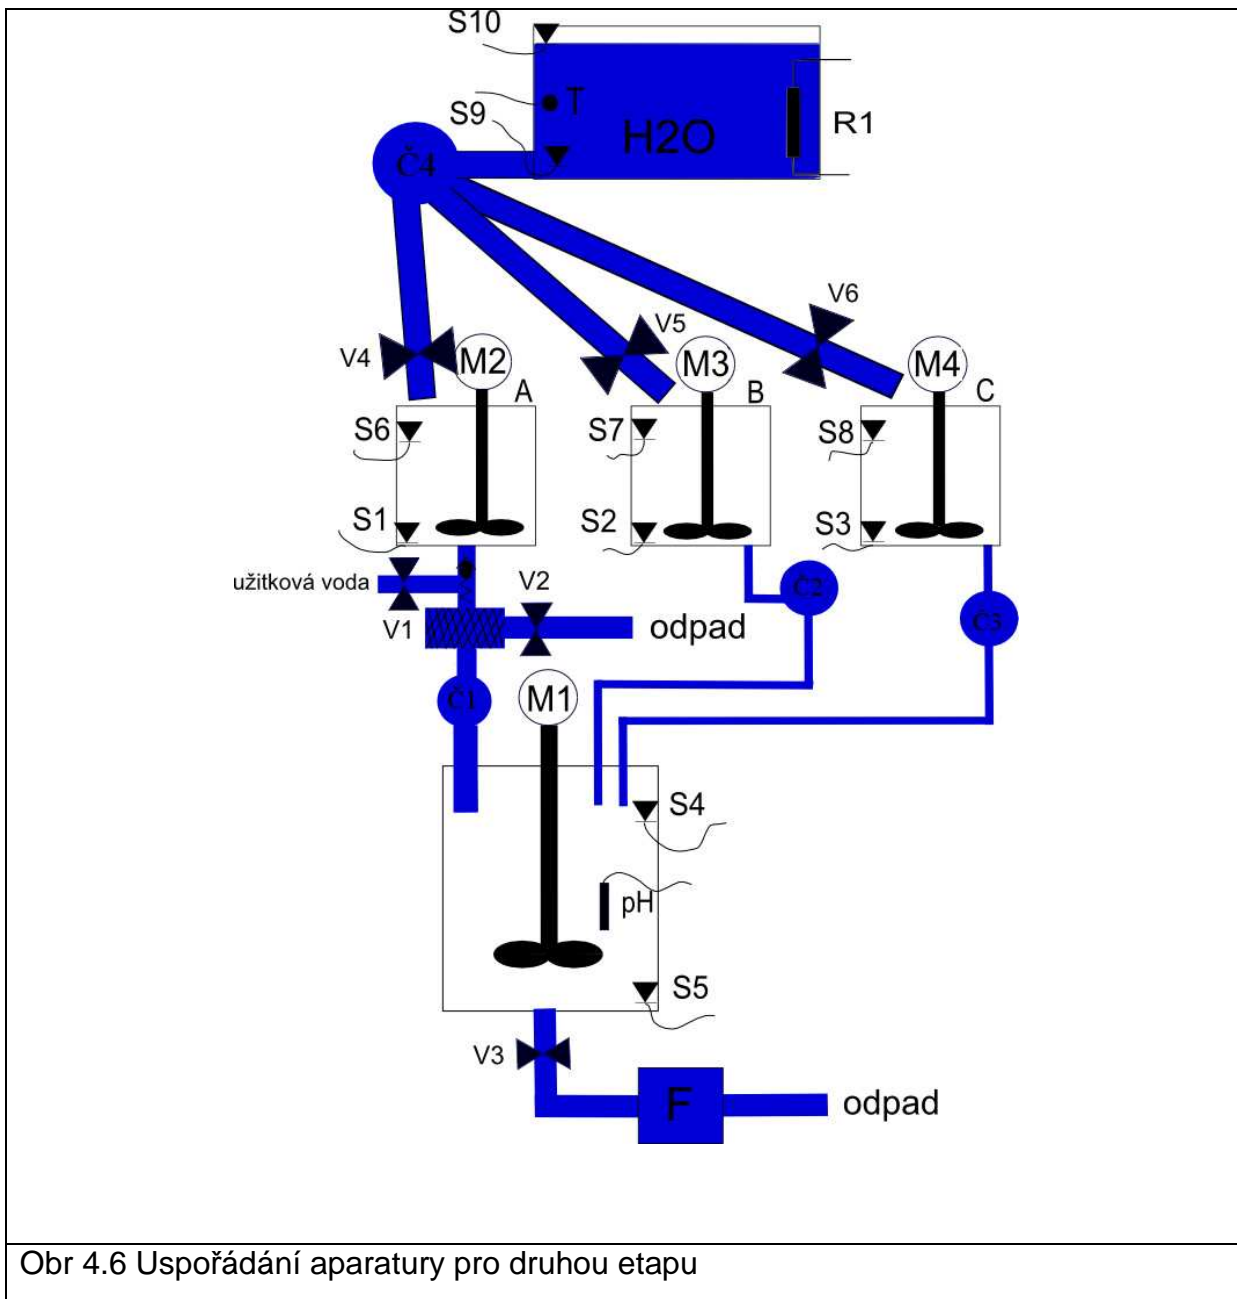 S10
T
S9
H2O
R1
Č4
V6
V5
V4
M2
M3
M4
A
B
C
S6
S7
S8
S1
S2
S3
užitková voda
V2
Č2
V1
odpad
Č3
Č1
M1
S4
pH
S5
V3
F
odpad
Obr 4.6 Uspořádání aparatury pro druhou etapu